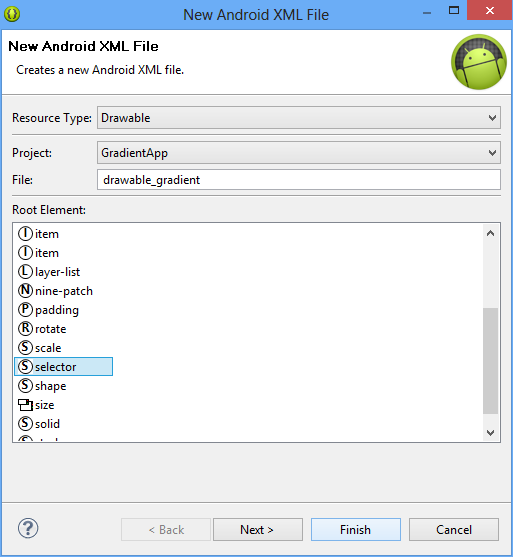 New Android XML File
New Android XML File
Creates a new Android XML file.
Resource Type: Drawable
Project: GradientApp
File: drawable_gradient
Root Element:
I item
I item
L layer-list
N nine-patch
P padding
R rotate
S scale
S selector
S shape
size
S solid
? < Back Next > Finish Cancel